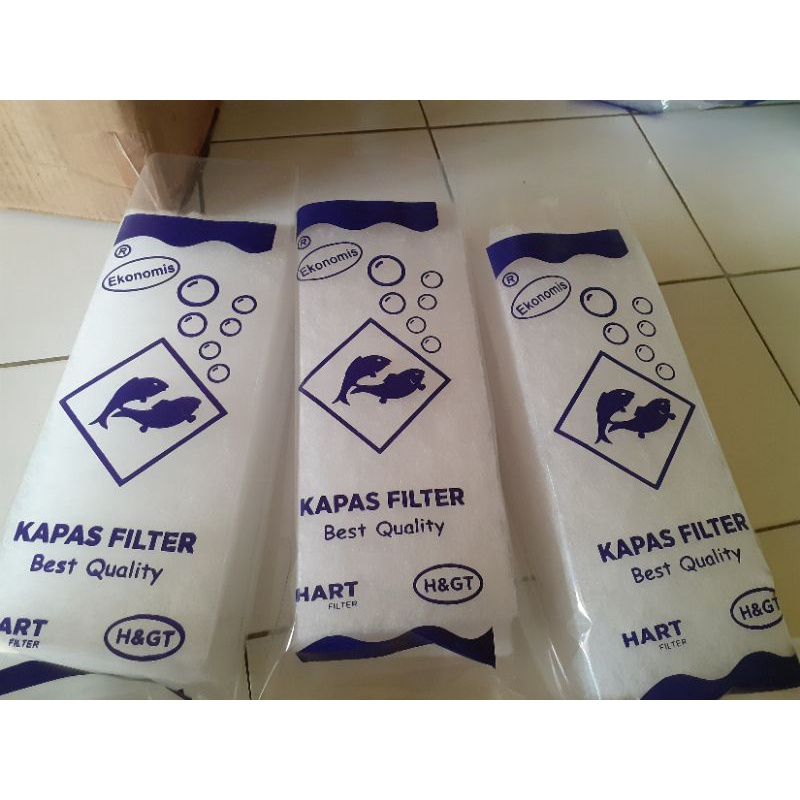 ®
Ekonomis
KAPAS FILTER
Best Quality
ART
FILTER
H&GT
®
Ekonomis
KAPAS FILTER
Best Quality
HART
FILTER
H&GT
®
Ekonomis
KAPAS FILTER
Best Quality
HART
FILTER
H&GT